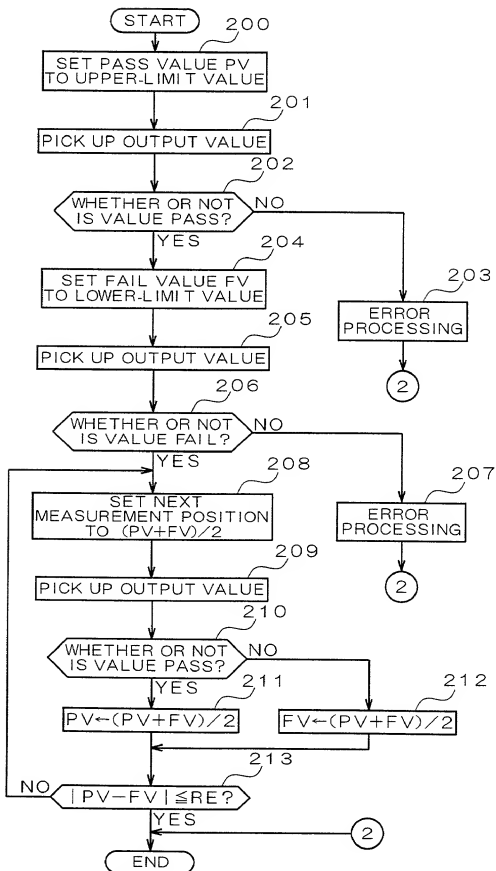 START
200
SET PASS VALUE PV
TO UPPER-LIMIT VALUE
201
PICK UP OUTPUT VALUE
202
WHETHER OR NOT
IS VALUE PASS?
NO
YES
204
SET FAIL VALUE FV
TO LOWER-LIMIT VALUE
203
ERROR
PROCESSING
2
205
PICK UP OUTPUT VALUE
206
WHETHER OR NOT
IS VALUE FAIL?
NO
YES
207
ERROR
PROCESSING
2
208
SET NEXT
MEASUREMENT POSITION
TO (PV+FV)/2
209
PICK UP OUTPUT VALUE
210
WHETHER OR NOT
IS VALUE PASS?
NO
YES
211
PV←(PV+FV)/2
212
FV←(PV+FV)/2
213
|PV−FV|≦RE?
NO
YES
2
END